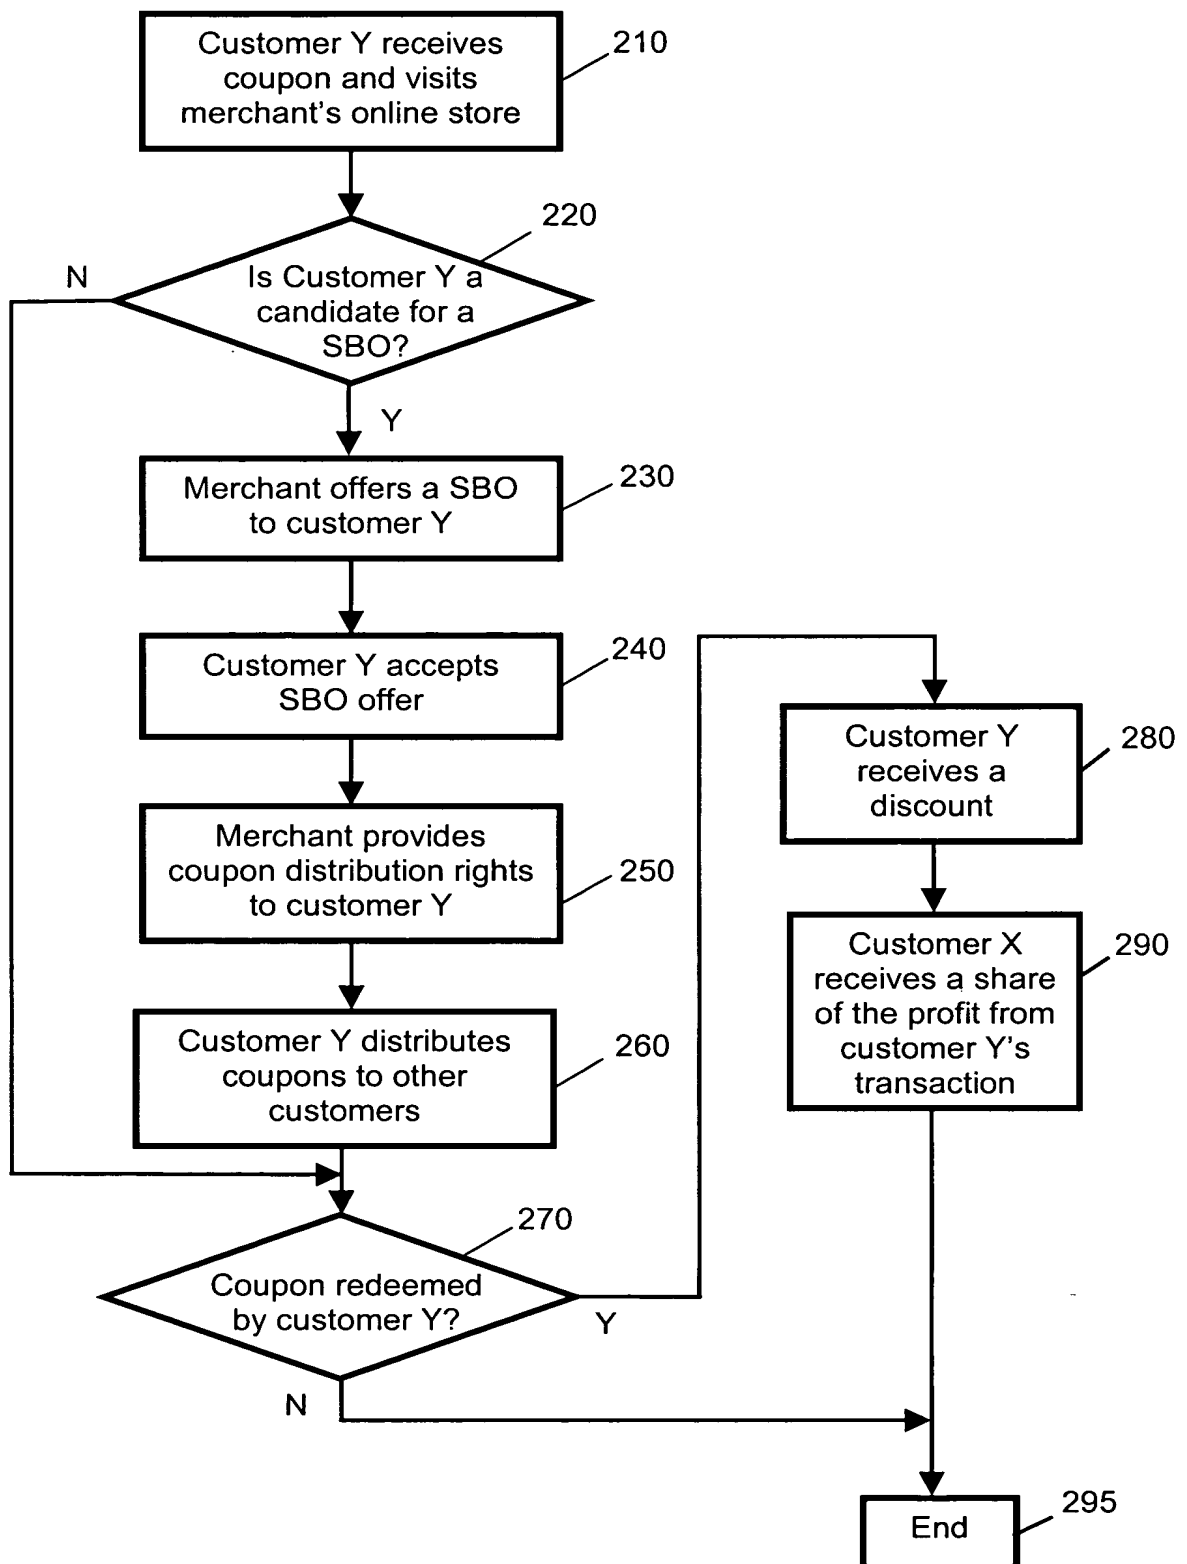 Customer Y receives
coupon and visits
merchant's online store
210
220
N
Is Customer Y a
candidate for a
SBO?
Y
Merchant offers a SBO
to customer Y
230
Customer Y accepts
SBO offer
240
Merchant provides
coupon distribution rights
to customer Y
250
Customer Y distributes
coupons to other
customers
260
270
Coupon redeemed
by customer Y?
Y
N
Customer Y
receives a
discount
280
Customer X
receives a share
of the profit from
customer Y's
transaction
290
End
295